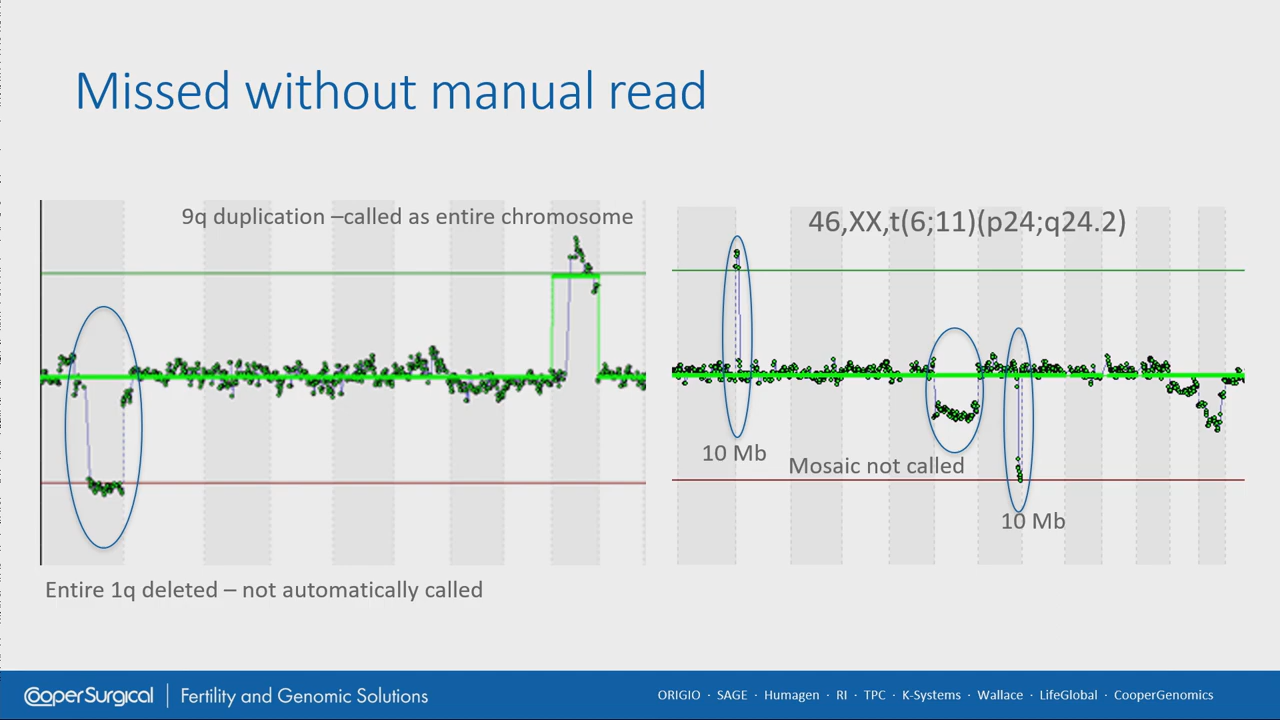 Missed without manual read
9q duplication –called as entire chromosome
46,XX,t(6;11)(p24;q24.2)
10 Mb
Mosaic not called
10 Mb
Entire 1q deleted – not automatically called
CooperSurgical | Fertility and Genomic Solutions
ORIGIO · SAGE · Humagen · RI · TPC · K-Systems · Wallace · LifeGlobal · CooperGenomics